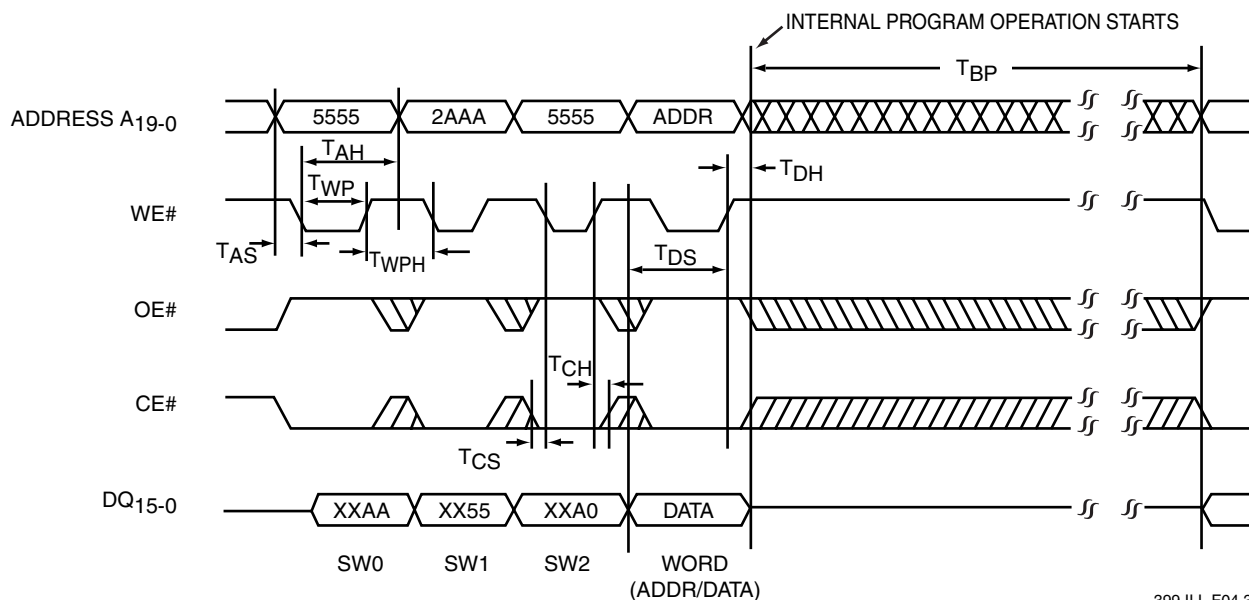 INTERNAL PROGRAM OPERATION STARTS
TBP
ADDRESS A19-0
5555
2AAA
5555
ADDR
TAH
TDH
TWP
WE#
TAS
TWPH
TDS
OE#
TCH
CE#
TCS
DQ15-0
XXAA
XX55
XXA0
DATA
SW0
SW1
SW2
WORD
(ADDR/DATA)